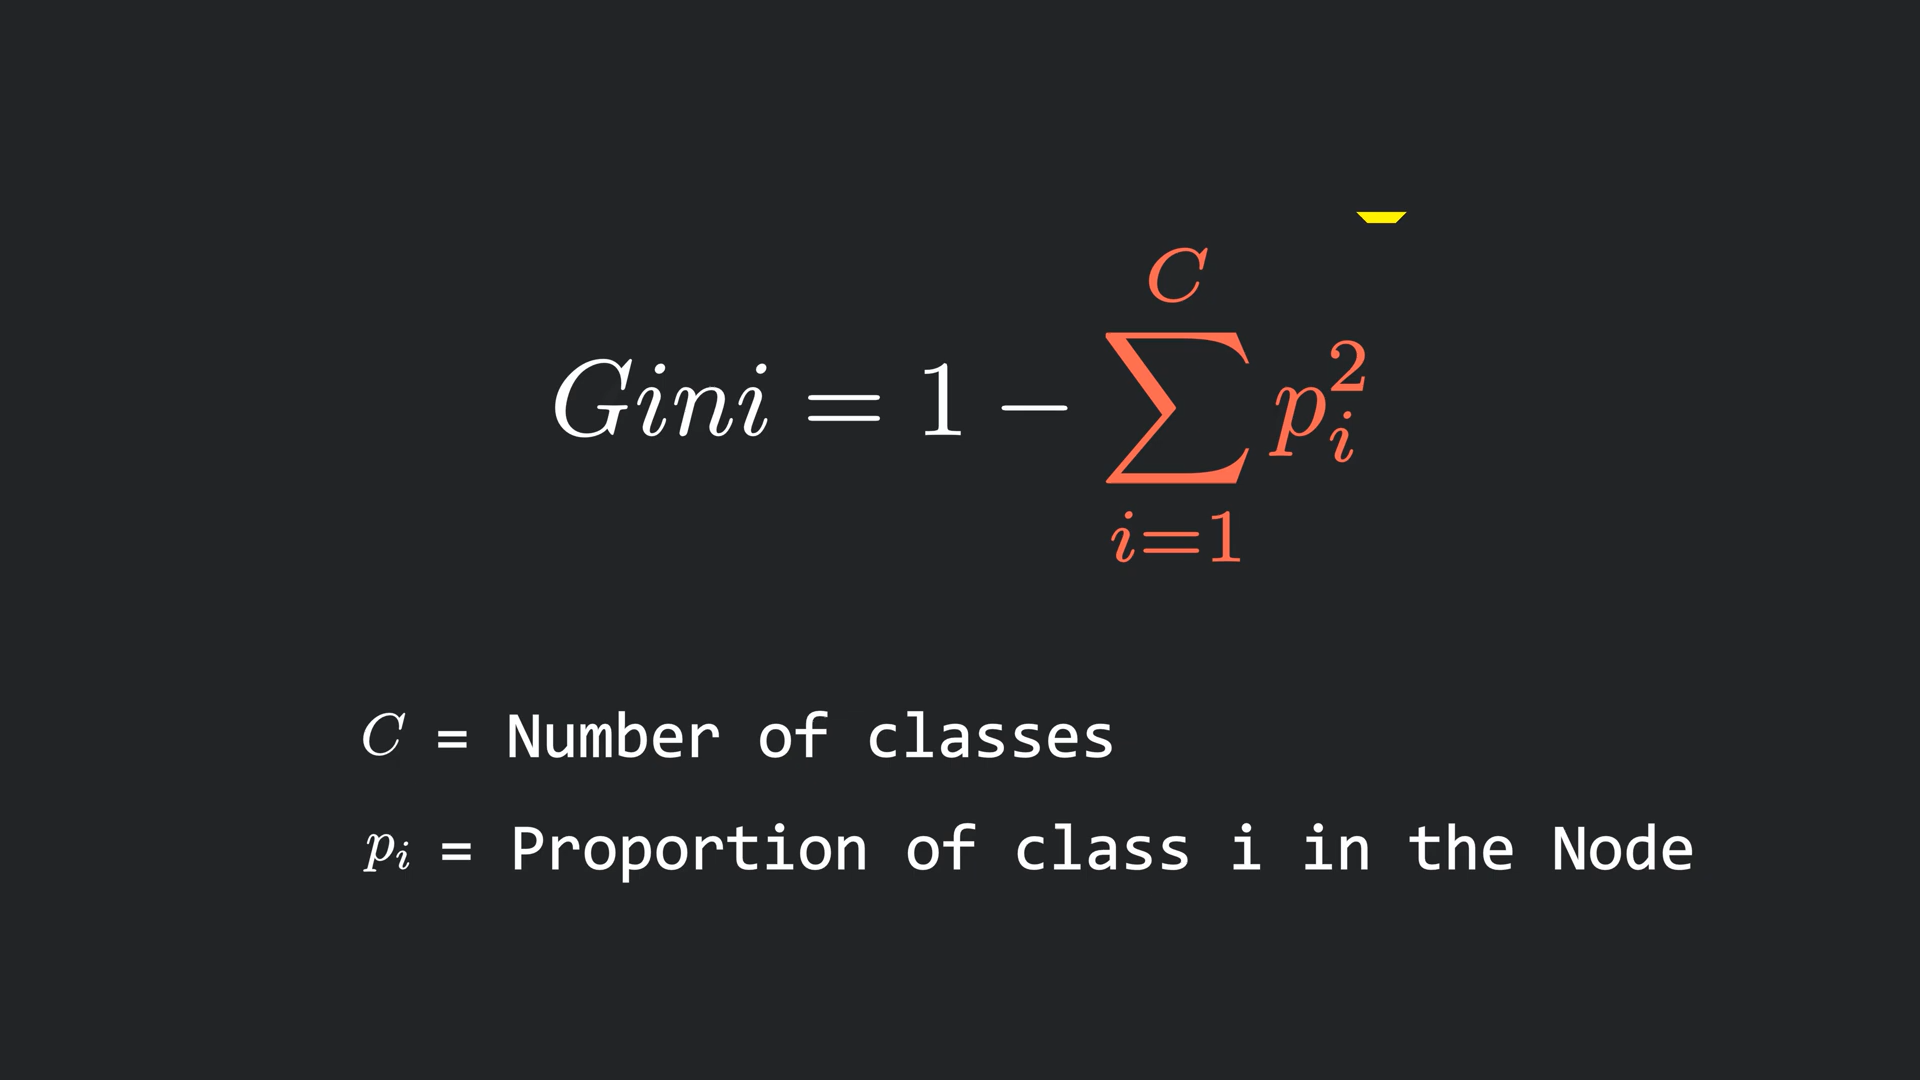 Gini = 1 − ∑_{i=1}^{C} p_i^2
C = Number of classes
p_i = Proportion of class i in the Node